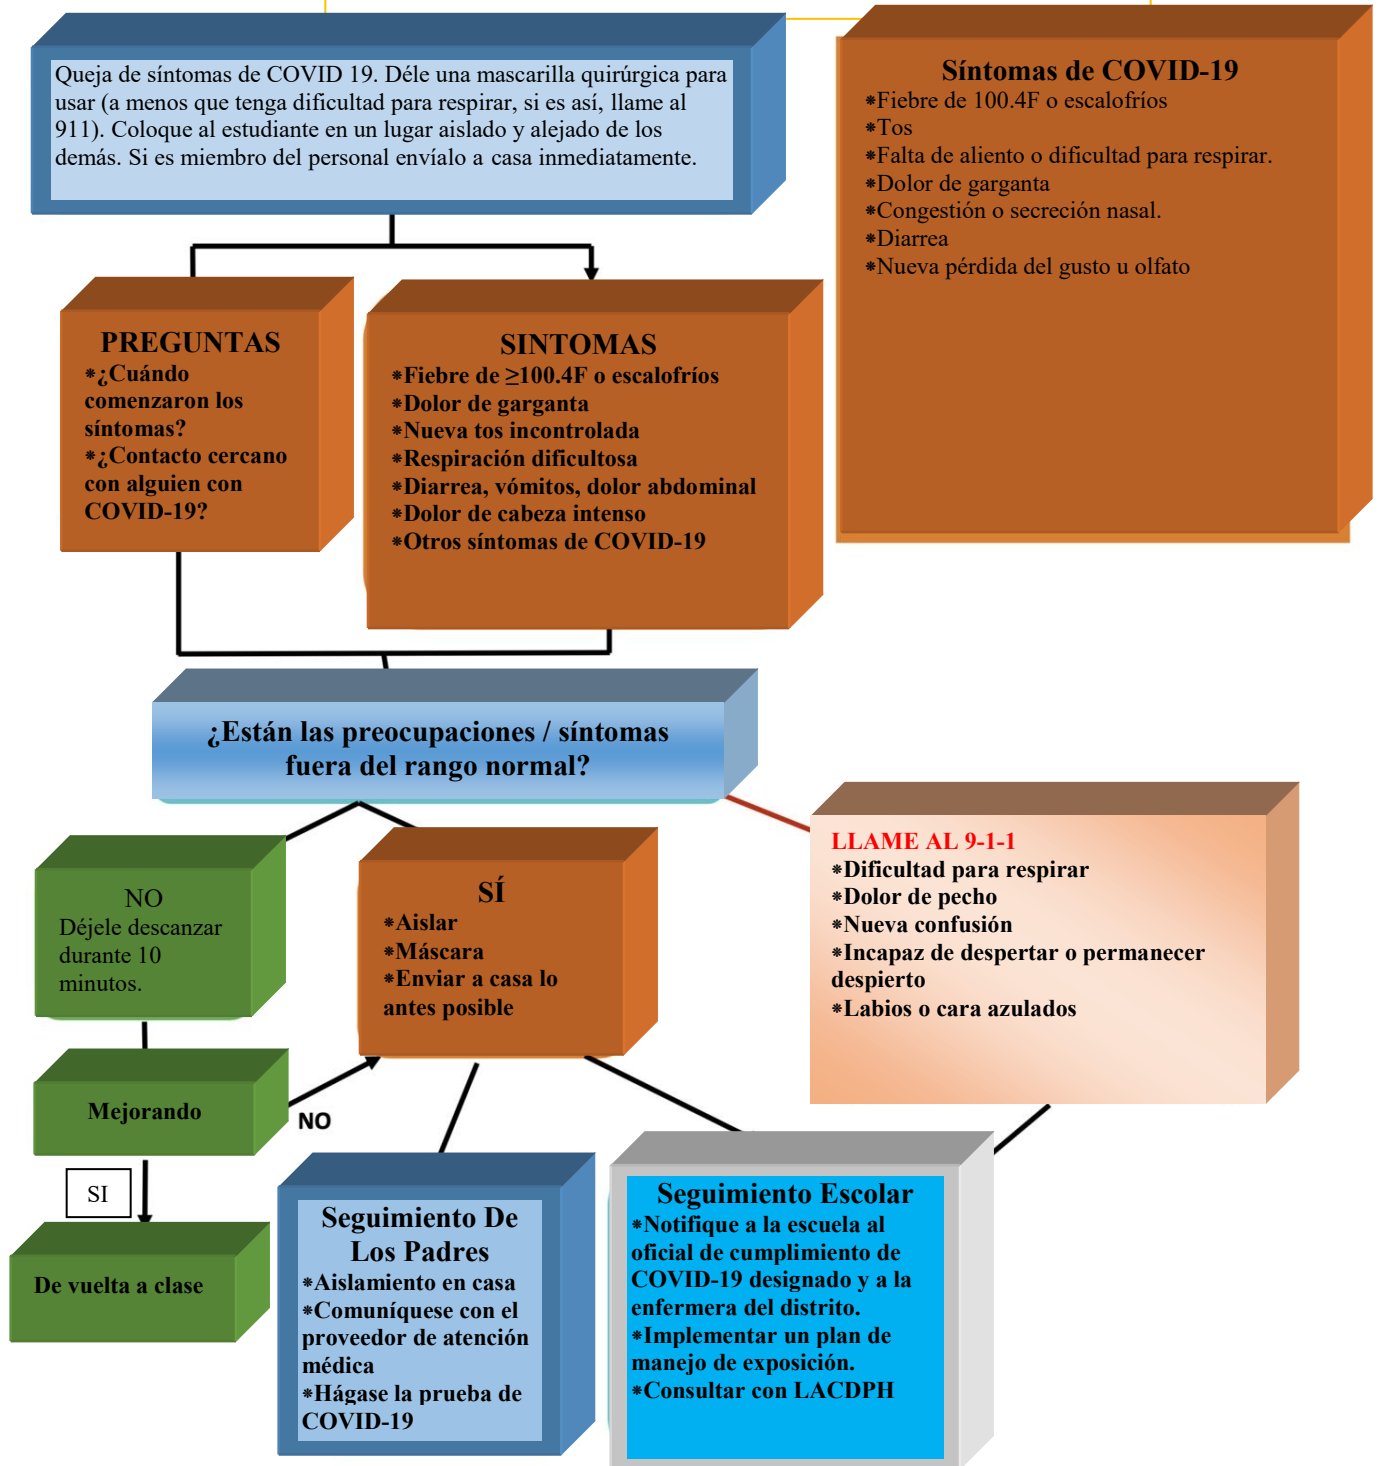 Queja de síntomas de COVID 19. Déle una mascarilla quirúrgica para
usar (a menos que tenga dificultad para respirar, si es así, llame al
911). Coloque al estudiante en un lugar aislado y alejado de los
demás. Si es miembro del personal envíalo a casa inmediatamente.
Síntomas de COVID-19
*Fiebre de 100.4F o escalofríos
*Tos
*Falta de aliento o dificultad para respirar.
*Dolor de garganta
*Congestión o secreción nasal.
*Diarrea
*Nueva pérdida del gusto u olfato
PREGUNTAS
*¿Cuándo
comenzaron los
síntomas?
*¿Contacto cercano
con alguien con
COVID-19?
SINTOMAS
*Fiebre de ≥100.4F o escalofríos
*Dolor de garganta
*Nueva tos incontrolada
*Respiración dificultosa
*Diarrea, vómitos, dolor abdominal
*Dolor de cabeza intenso
*Otros síntomas de COVID-19
¿Están las preocupaciones / síntomas
fuera del rango normal?
NO
Déjele descanzar
durante 10
minutos.
SÍ
*Aislar
*Máscara
*Enviar a casa lo
antes posible
LLAME AL 9-1-1
*Dificultad para respirar
*Dolor de pecho
*Nueva confusión
*Incapaz de despertar o permanecer
despierto
*Labios o cara azulados
Mejorando
NO
SI
De vuelta a clase
Seguimiento De
Los Padres
*Aislamiento en casa
*Comuníquese con el
proveedor de atención
médica
*Hágase la prueba de
COVID-19
Seguimiento Escolar
*Notifique a la escuela al
oficial de cumplimiento de
COVID-19 designado y a la
enfermera del distrito.
*Implementar un plan de
manejo de exposición.
*Consultar con LACDPH